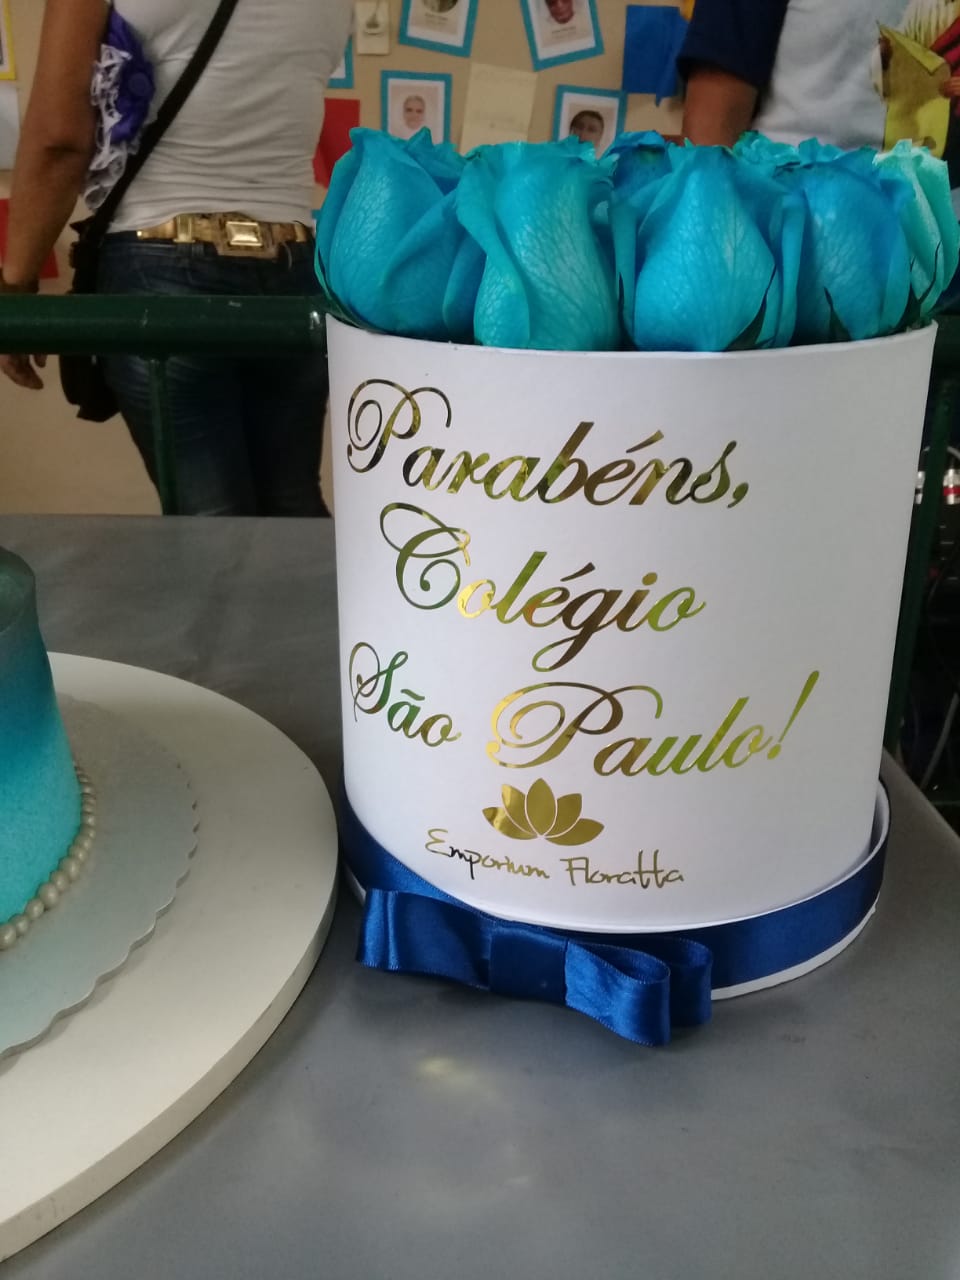 Parabéns,
Colégio
São Paulo!
Emporium Floratta